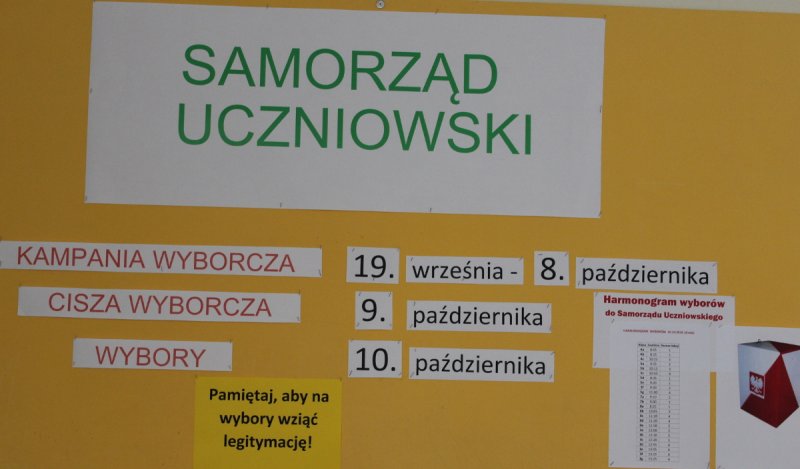 SAMORZĄD
UCZNIOWSKI
KAMPANIA WYBORCZA 19. września - 8. października
CISZA WYBORCZA 9. października
WYBORY 10. października
Harmonogram wyborów
do Samorządu Uczniowskiego
Pamiętaj, aby na
wybory wziąć
legitymację!